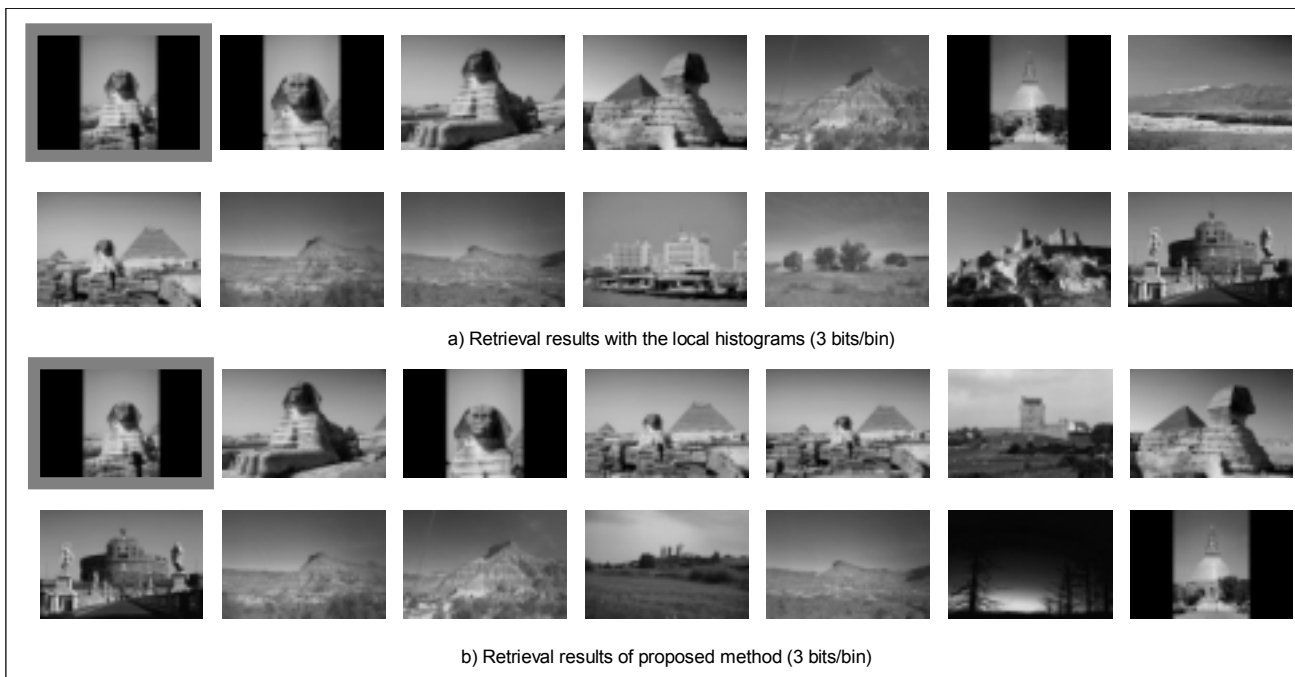 a) Retrieval results with the local histograms (3 bits/bin)
b) Retrieval results of proposed method (3 bits/bin)